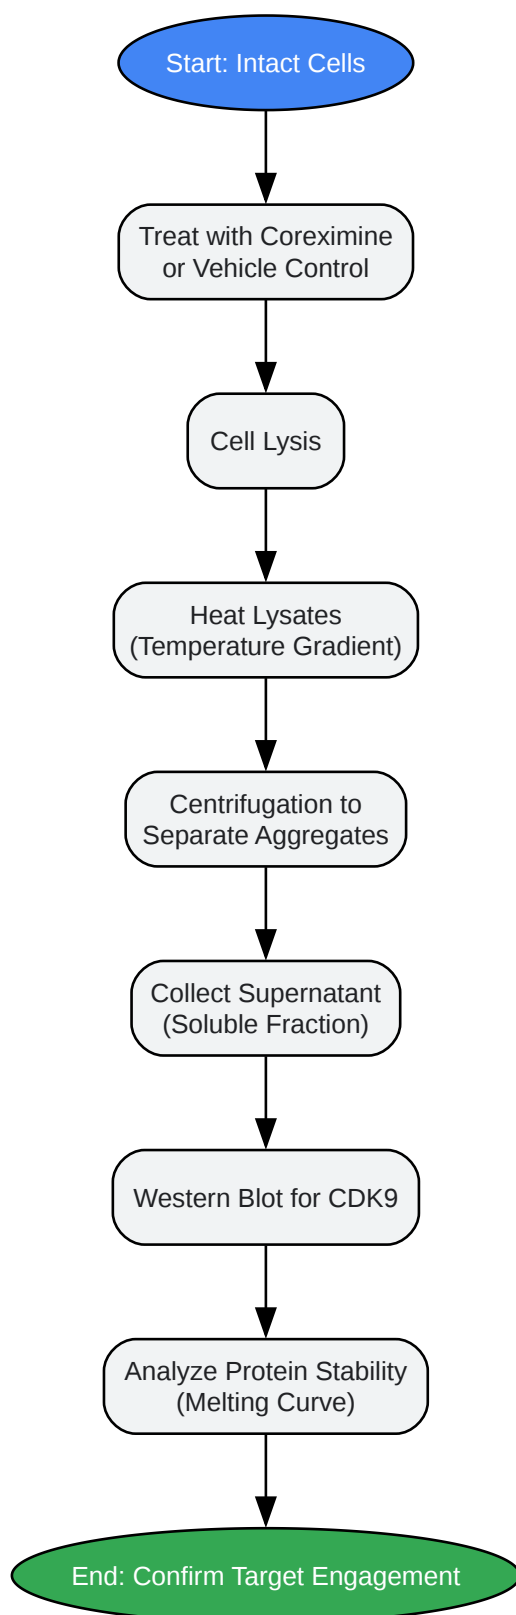 Start: Intact Cells
Treat with Coreximine
or Vehicle Control
Cell Lysis
Heat Lysates
(Temperature Gradient)
Centrifugation to
Separate Aggregates
Collect Supernatant
(Soluble Fraction)
Western Blot for CDK9
Analyze Protein Stability
(Melting Curve)
End: Confirm Target Engagement